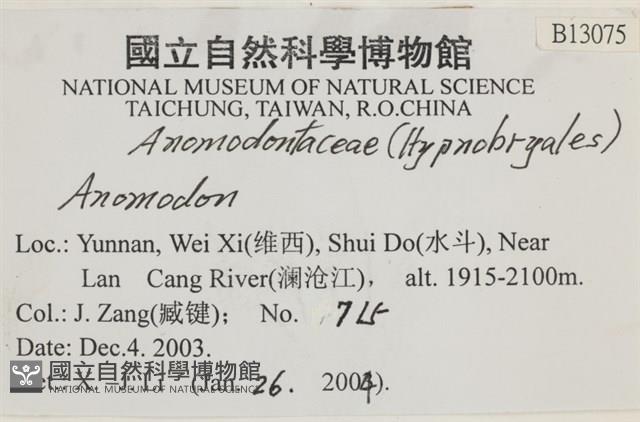 B13075
國立自然科學博物館
NATIONAL MUSEUM OF NATURAL SCIENCE
TAICHUNG, TAIWAN, R.O.CHINA
Anomodontaceae (Hypnobryales)
Anomodon
Loc.: Yunnan, Wei Xi(维西), Shui Do(水斗), Near
Lan Cang River(澜沧江), alt. 1915-2100m.
Col.: J. Zang(臧键); No. 715
Date: Dec.4. 2003.
國立自然科學博物館
NATIONAL MUSEUM OF NATURAL SCIENCE
Det. X. J. Li (Jan 26. 2004).